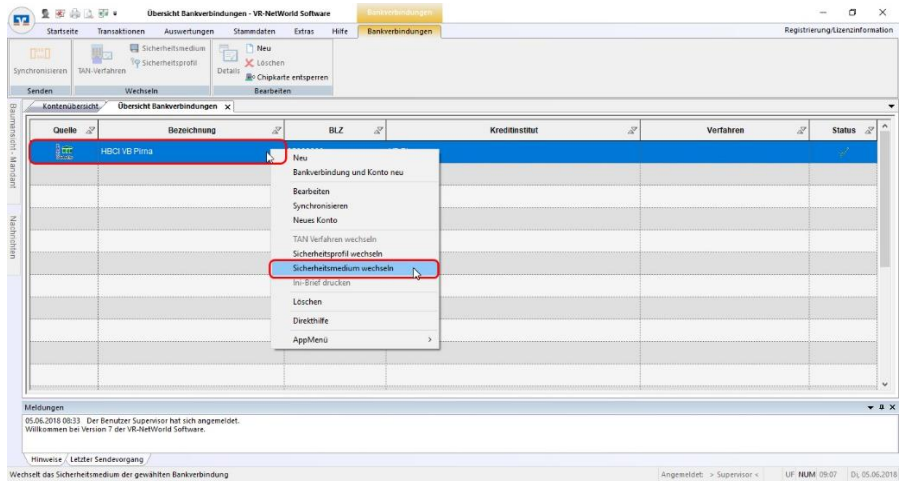 Übersicht Bankverbindungen - VR-NetWorld Software
Bankverbindungen
Startseite Transaktionen Auswertungen Stammdaten Extras Hilfe Bankverbindungen Registrierung/Lizenzinformation
Synchronisieren
TAN-Verfahren
Sicherheitsmedium
Sicherheitsprofil
Details
Neu
Löschen
Chipkarte entsperren
Senden Wechseln Bearbeiten
Baumansicht - Mandant
Nachrichten
Kontenübersicht Übersicht Bankverbindungen x
Quelle Bezeichnung BLZ Kreditinstitut Verfahren Status
HBCI VB Pirna
Neu
Bankverbindung und Konto neu
Bearbeiten
Synchronisieren
Neues Konto
TAN Verfahren wechseln
Sicherheitsprofil wechseln
Sicherheitsmedium wechseln
Ini-Brief drucken
Löschen
Direkthilfe
AppMenü >
Meldungen
05.06.2018 08:33 Der Benutzer Supervisor hat sich angemeldet.
Willkommen bei Version 7 der VR-NetWorld Software.
Hinweise Letzter Sendevorgang
Wechselt das Sicherheitsmedium der gewählten Bankverbindung Angemeldet: > Supervisor < UF NUM 09:07 Di, 05.06.2018